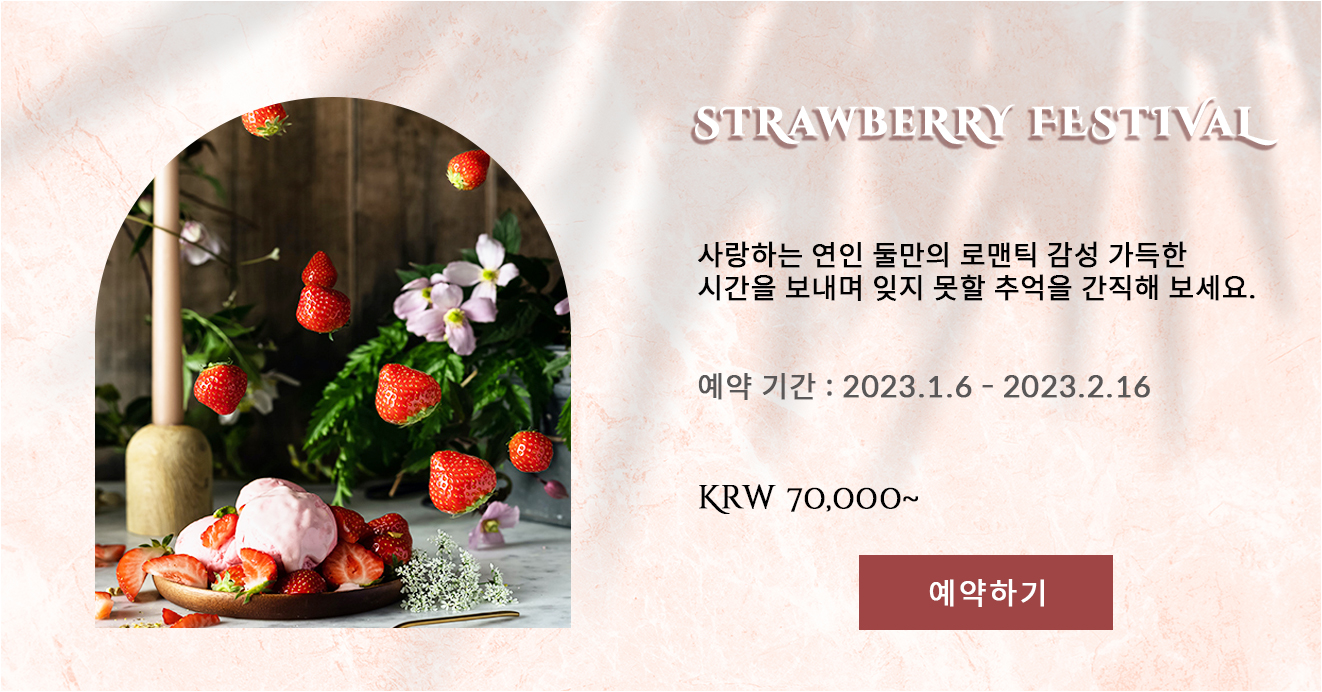 STRAWBERRY FESTIVAL
사랑하는 연인 둘만의 로맨틱 감성 가득한
시간을 보내며 잊지 못할 추억을 간직해 보세요.
예약 기간 : 2023.1.6 - 2023.2.16
KRW 70,000~
예약하기